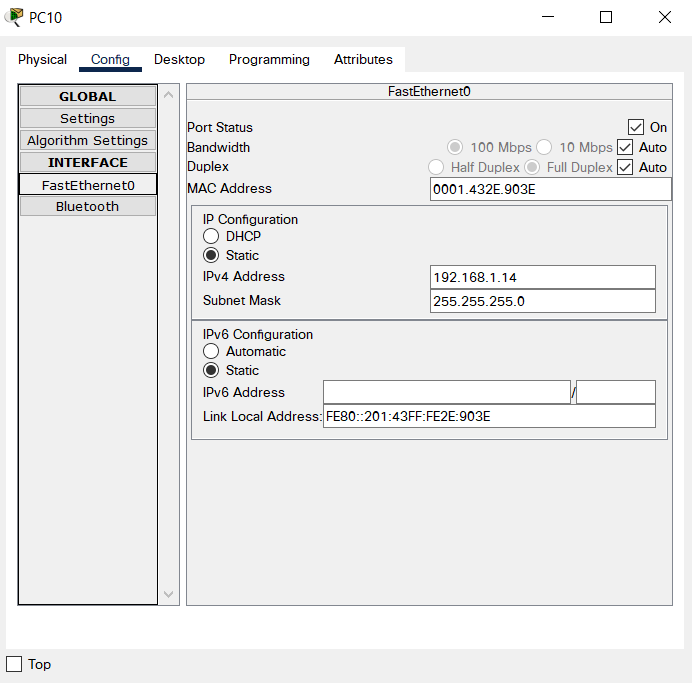 PC10
Physical Config Desktop Programming Attributes
GLOBAL
Settings
Algorithm Settings
INTERFACE
FastEthernet0
Bluetooth
FastEthernet0
Port Status On
Bandwidth 100 Mbps 10 Mbps Auto
Duplex Half Duplex Full Duplex Auto
MAC Address 0001.432E.903E
IP Configuration
DHCP
Static
IPv4 Address 192.168.1.14
Subnet Mask 255.255.255.0
IPv6 Configuration
Automatic
Static
IPv6 Address /
Link Local Address: FE80::201:43FF:FE2E:903E
Top